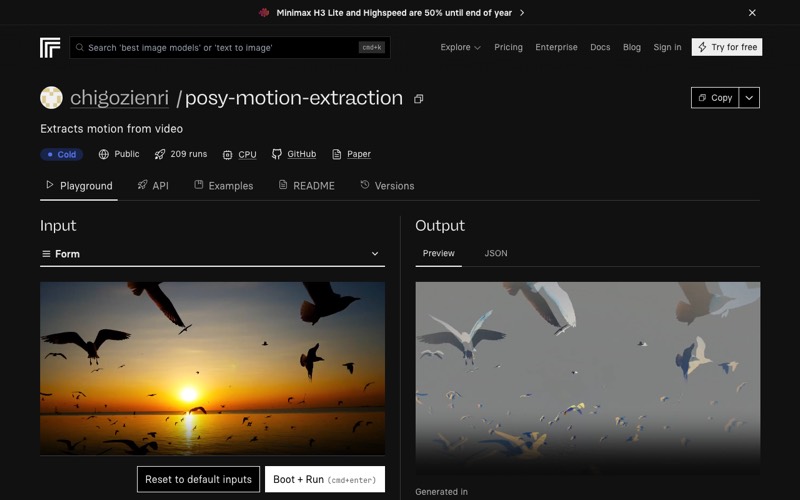 Minimax H3 Lite and Highspeed are 50% until end of year
Search 'best image models' or 'text to image'
cmd+k
Explore
Pricing
Enterprise
Docs
Blog
Sign in
Try for free
chigozienri / posy-motion-extraction
Copy
Extracts motion from video
Cold
Public
209 runs
CPU
GitHub
Paper
Playground
API
Examples
README
Versions
Input
Output
Form
Preview
JSON
Reset to default inputs
Boot + Run (cmd+enter)
Generated in